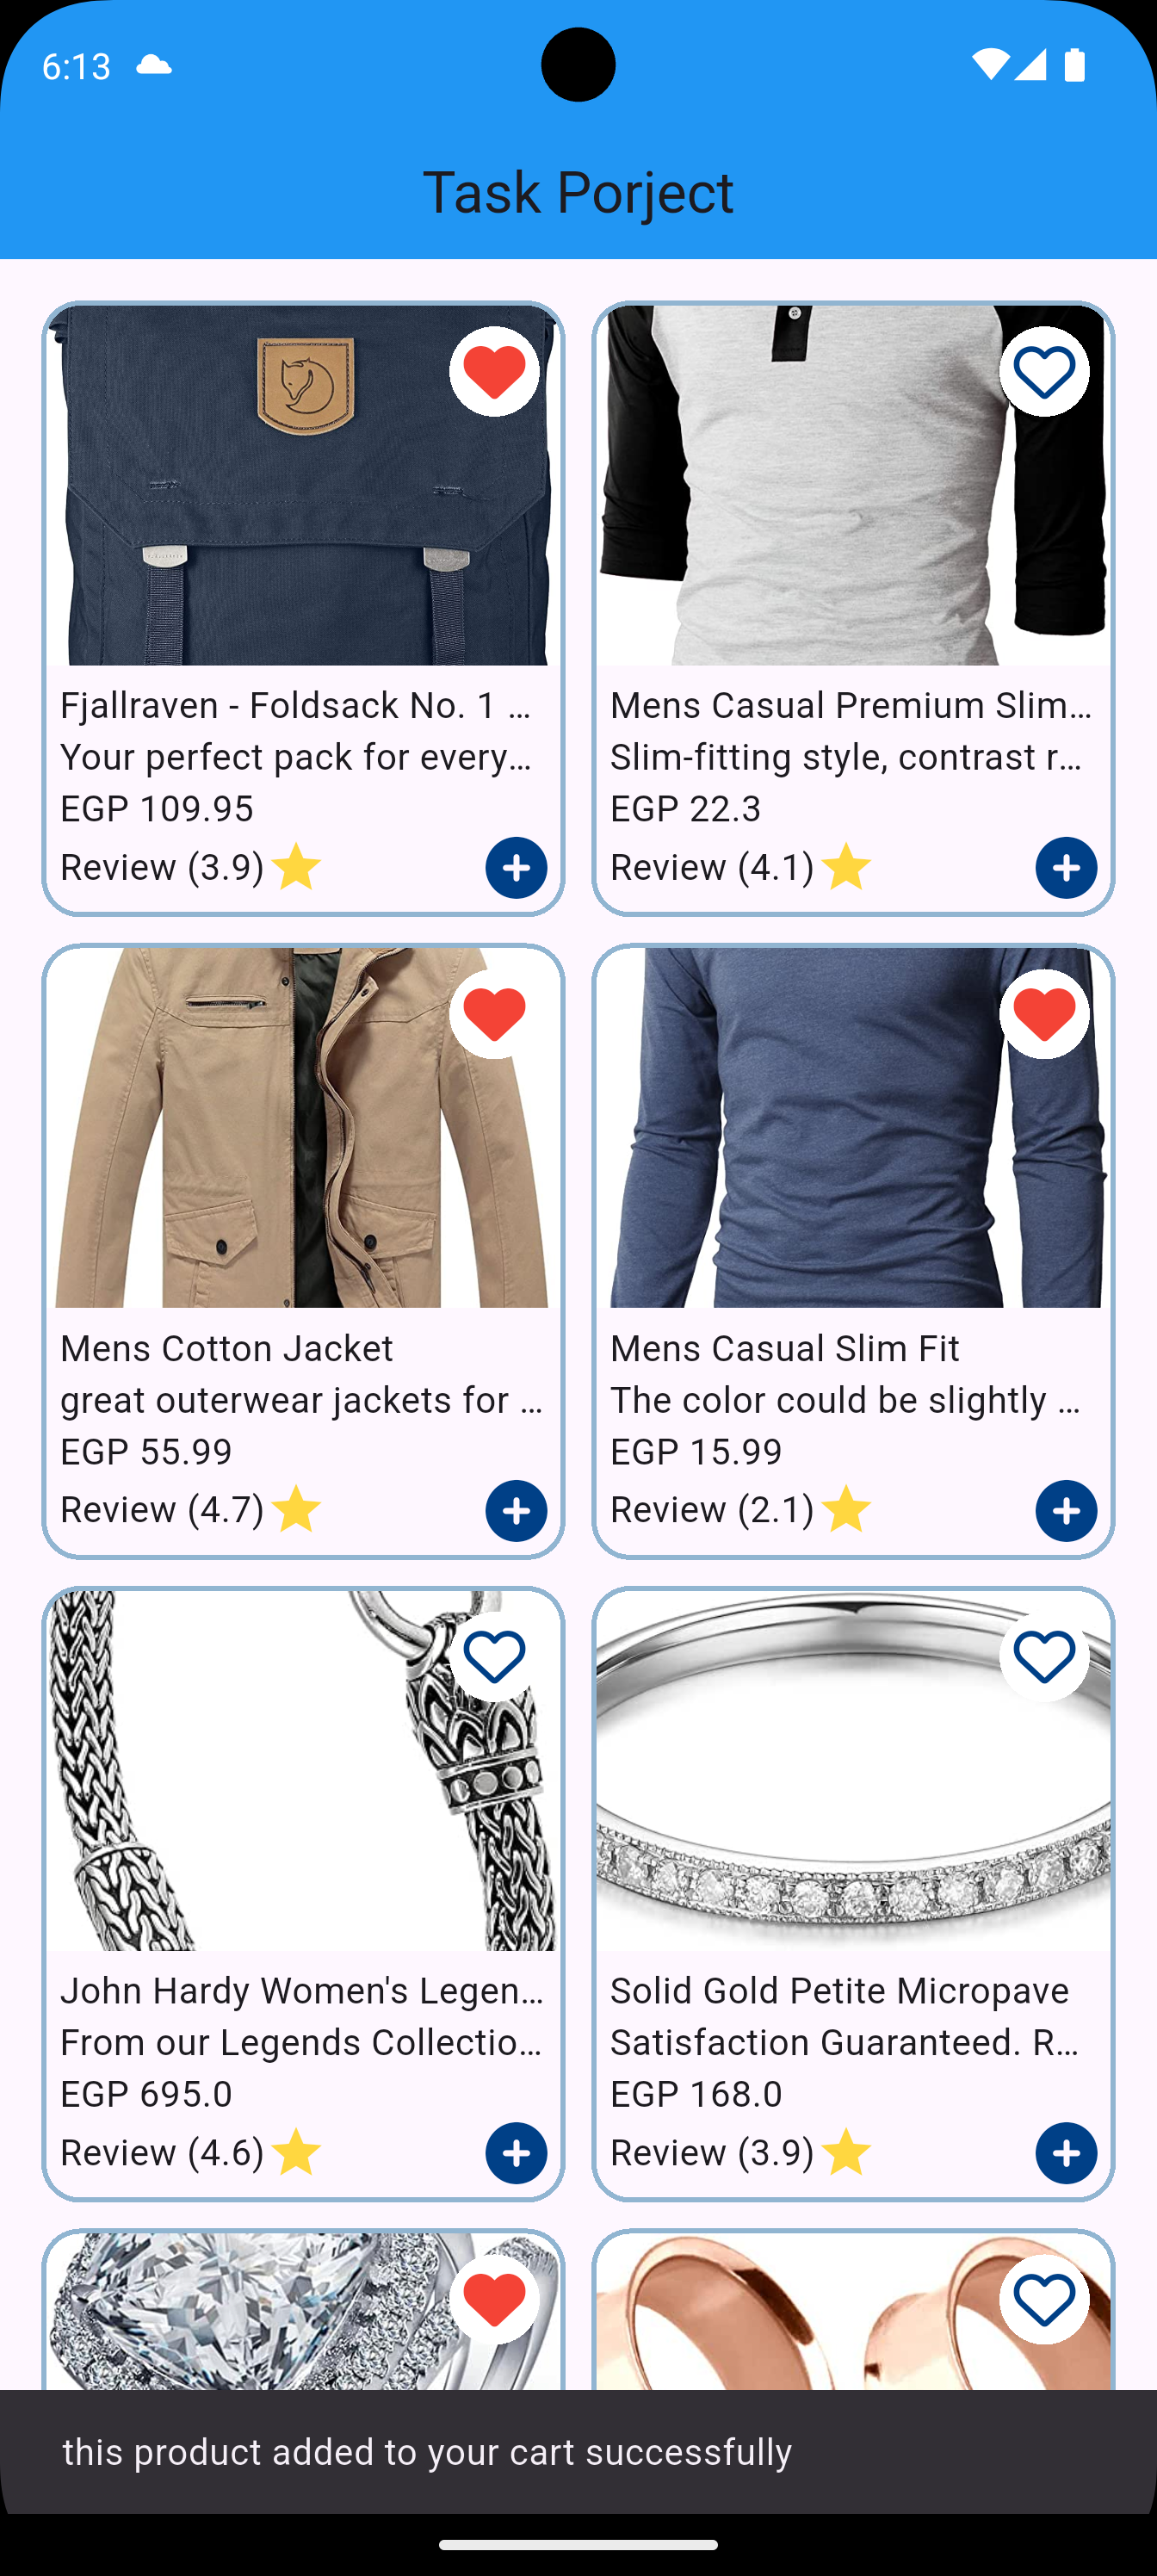 6:13
Task Porject
Fjallraven - Foldsack No. 1 ...
Your perfect pack for every...
EGP 109.95
Review (3.9)
Mens Casual Premium Slim...
Slim-fitting style, contrast r...
EGP 22.3
Review (4.1)
Mens Cotton Jacket
great outerwear jackets for ...
EGP 55.99
Review (4.7)
Mens Casual Slim Fit
The color could be slightly ...
EGP 15.99
Review (2.1)
John Hardy Women's Legen...
From our Legends Collectio...
EGP 695.0
Review (4.6)
Solid Gold Petite Micropave
Satisfaction Guaranteed. R...
EGP 168.0
Review (3.9)
this product added to your cart successfully